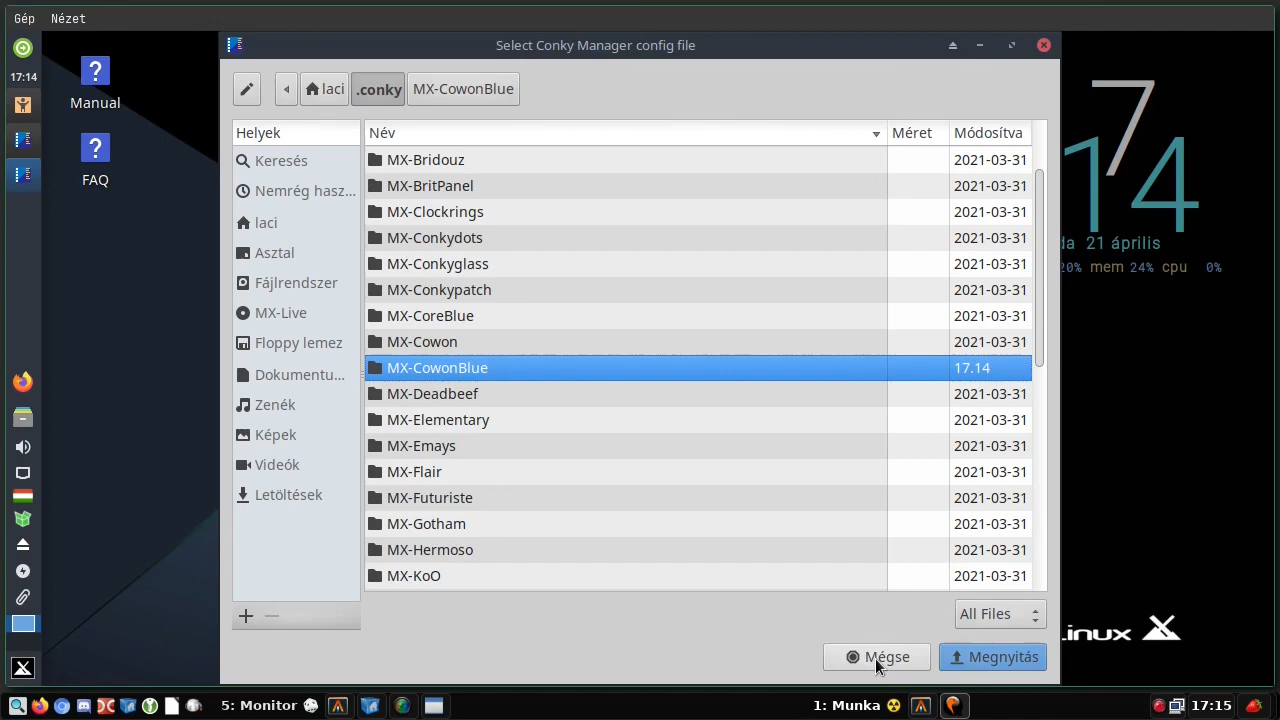 Gép Nézet
Select Conky Manager config file
17:14
Manual
FAQ
laci
.conky
MX-CowonBlue
Helyek
Keresés
Nemrég hasz...
laci
Asztal
Fájlrendszer
MX-Live
Floppy lemez
Dokumentu...
Zenék
Képek
Videók
Letöltések
Név Méret Módosítva
MX-Bridouz 2021-03-31
MX-BritPanel 2021-03-31
MX-Clockrings 2021-03-31
MX-Conkydots 2021-03-31
MX-Conkyglass 2021-03-31
MX-Conkypatch 2021-03-31
MX-CoreBlue 2021-03-31
MX-Cowon 2021-03-31
MX-CowonBlue 17.14
MX-Deadbeef 2021-03-31
MX-Elementary 2021-03-31
MX-Emays 2021-03-31
MX-Flair 2021-03-31
MX-Futuriste 2021-03-31
MX-Gotham 2021-03-31
MX-Hermoso 2021-03-31
MX-KoO 2021-03-31
All Files
Mégse Megnyitás
7
14
da 21 április
20% mem 24% cpu 0%
inux
5: Monitor
1: Munka
17:15